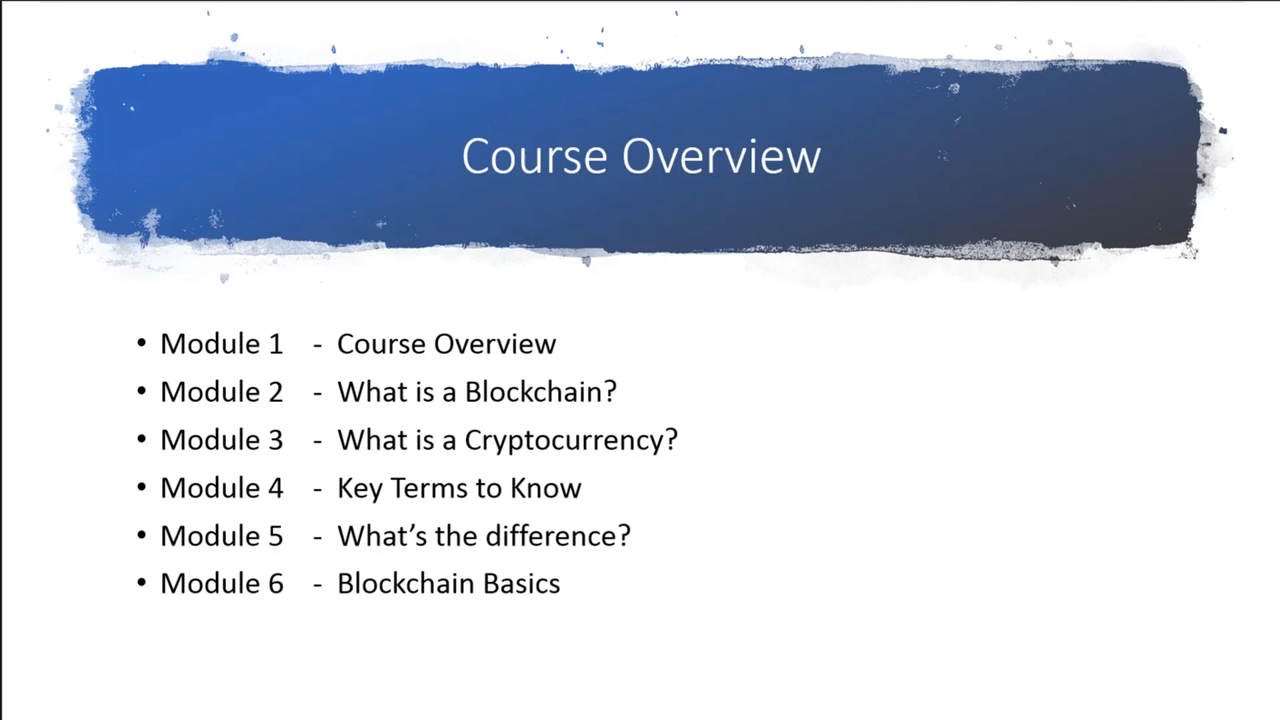 Course Overview
• Module 1 - Course Overview
• Module 2 - What is a Blockchain?
• Module 3 - What is a Cryptocurrency?
• Module 4 - Key Terms to Know
• Module 5 - What’s the difference?
• Module 6 - Blockchain Basics